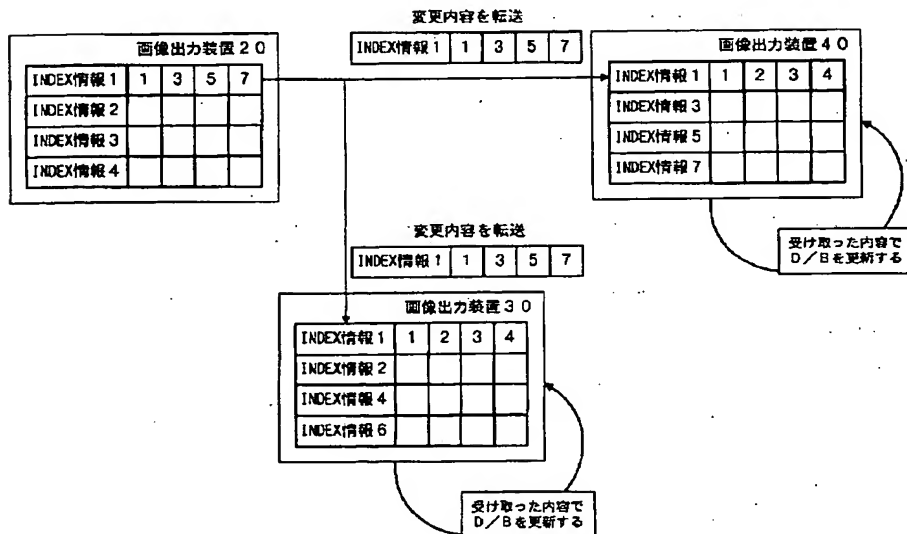 変更内容を転送
INDEX情報1 1 3 5 7
画像出力装置20
INDEX情報1 1 3 5 7
INDEX情報2
INDEX情報3
INDEX情報4
画像出力装置40
INDEX情報1 1 2 3 4
INDEX情報3
INDEX情報5
INDEX情報7
受け取った内容で
D/Bを更新する
変更内容を転送
INDEX情報1 1 3 5 7
画像出力装置30
INDEX情報1 1 2 3 4
INDEX情報2
INDEX情報4
INDEX情報6
受け取った内容で
D/Bを更新する